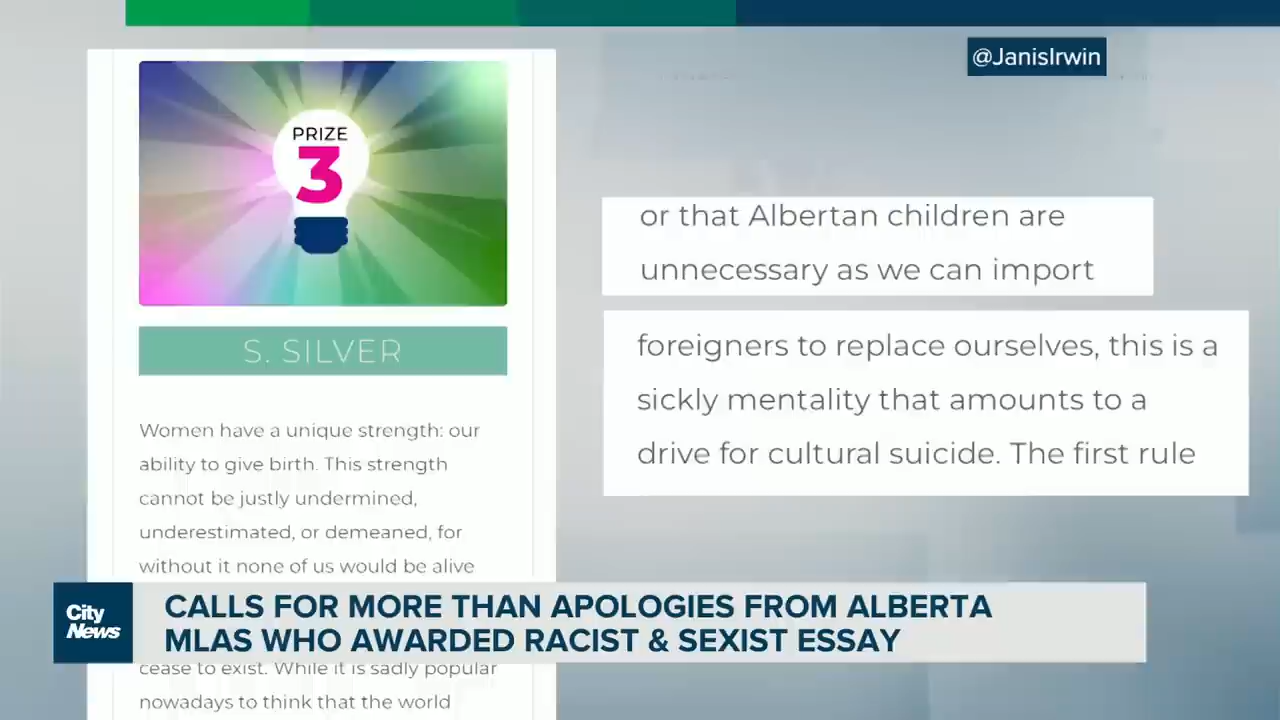 @JanisIrwin
PRIZE
3
S. SILVER
Women have a unique strength: our
ability to give birth. This strength
cannot be justly undermined,
underestimated, or demeaned, for
without it none of us would be alive
cease to exist. While it is sadly popular
nowadays to think that the world
or that Albertan children are
unnecessary as we can import
foreigners to replace ourselves, this is a
sickly mentality that amounts to a
drive for cultural suicide. The first rule
City
News
CALLS FOR MORE THAN APOLOGIES FROM ALBERTA
MLAS WHO AWARDED RACIST & SEXIST ESSAY